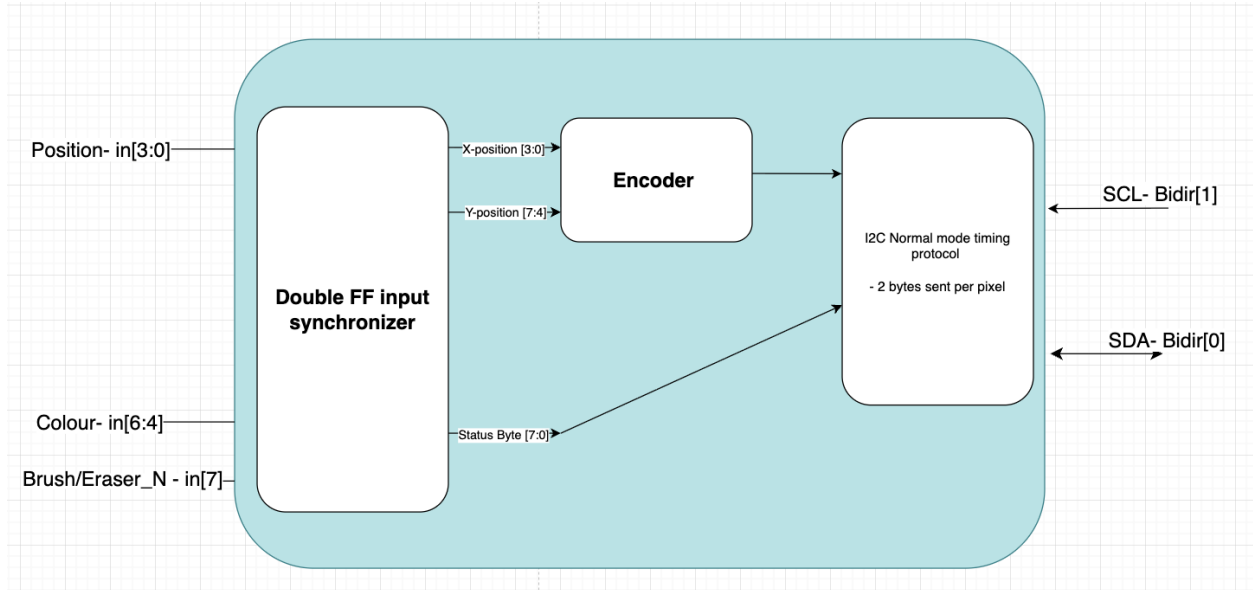 Position- in[3:0]
X-position [3:0]
Encoder
Y-position [7:4]
SCL- Bidir[1]
I2C Normal mode timing
protocol
- 2 bytes sent per pixel
Double FF input
synchronizer
SDA- Bidir[0]
Colour- in[6:4]
Status Byte [7:0]
Brush/Eraser_N - in[7]